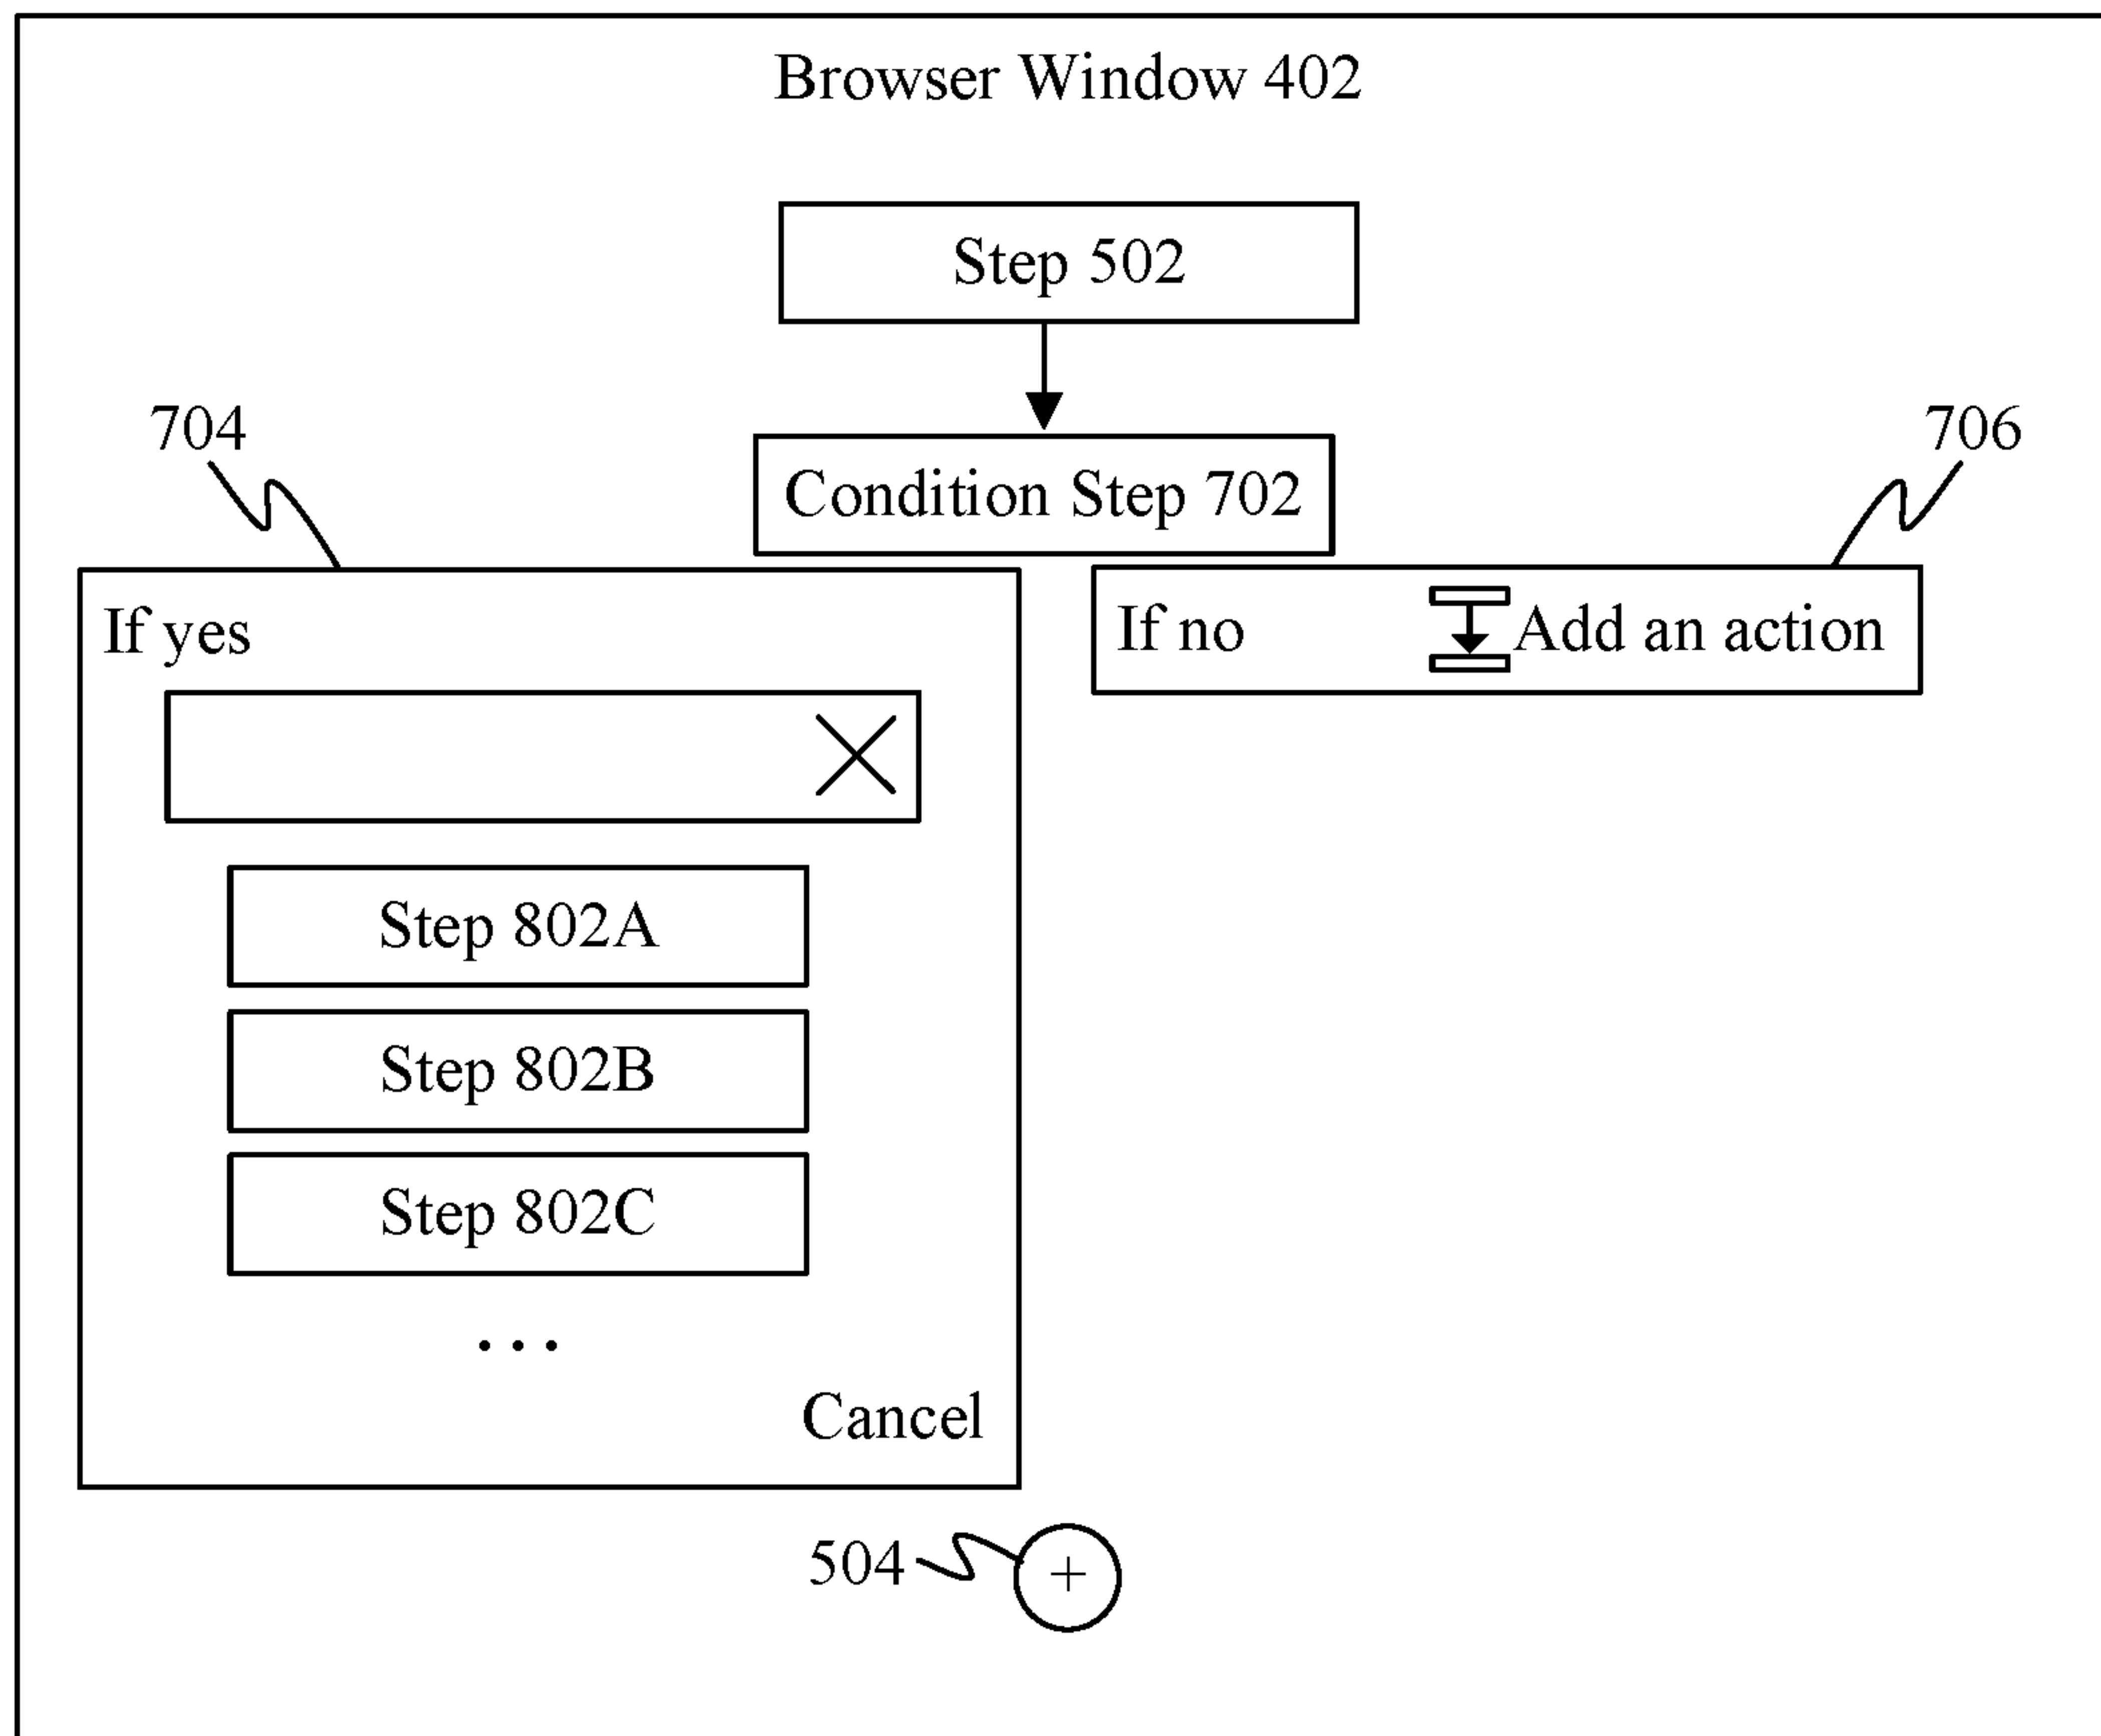 Browser Window 402
Step 502
704
706
Condition Step 702
If yes
If no
Add an action
Step 802A
Step 802B
Step 802C
...
Cancel
504
+